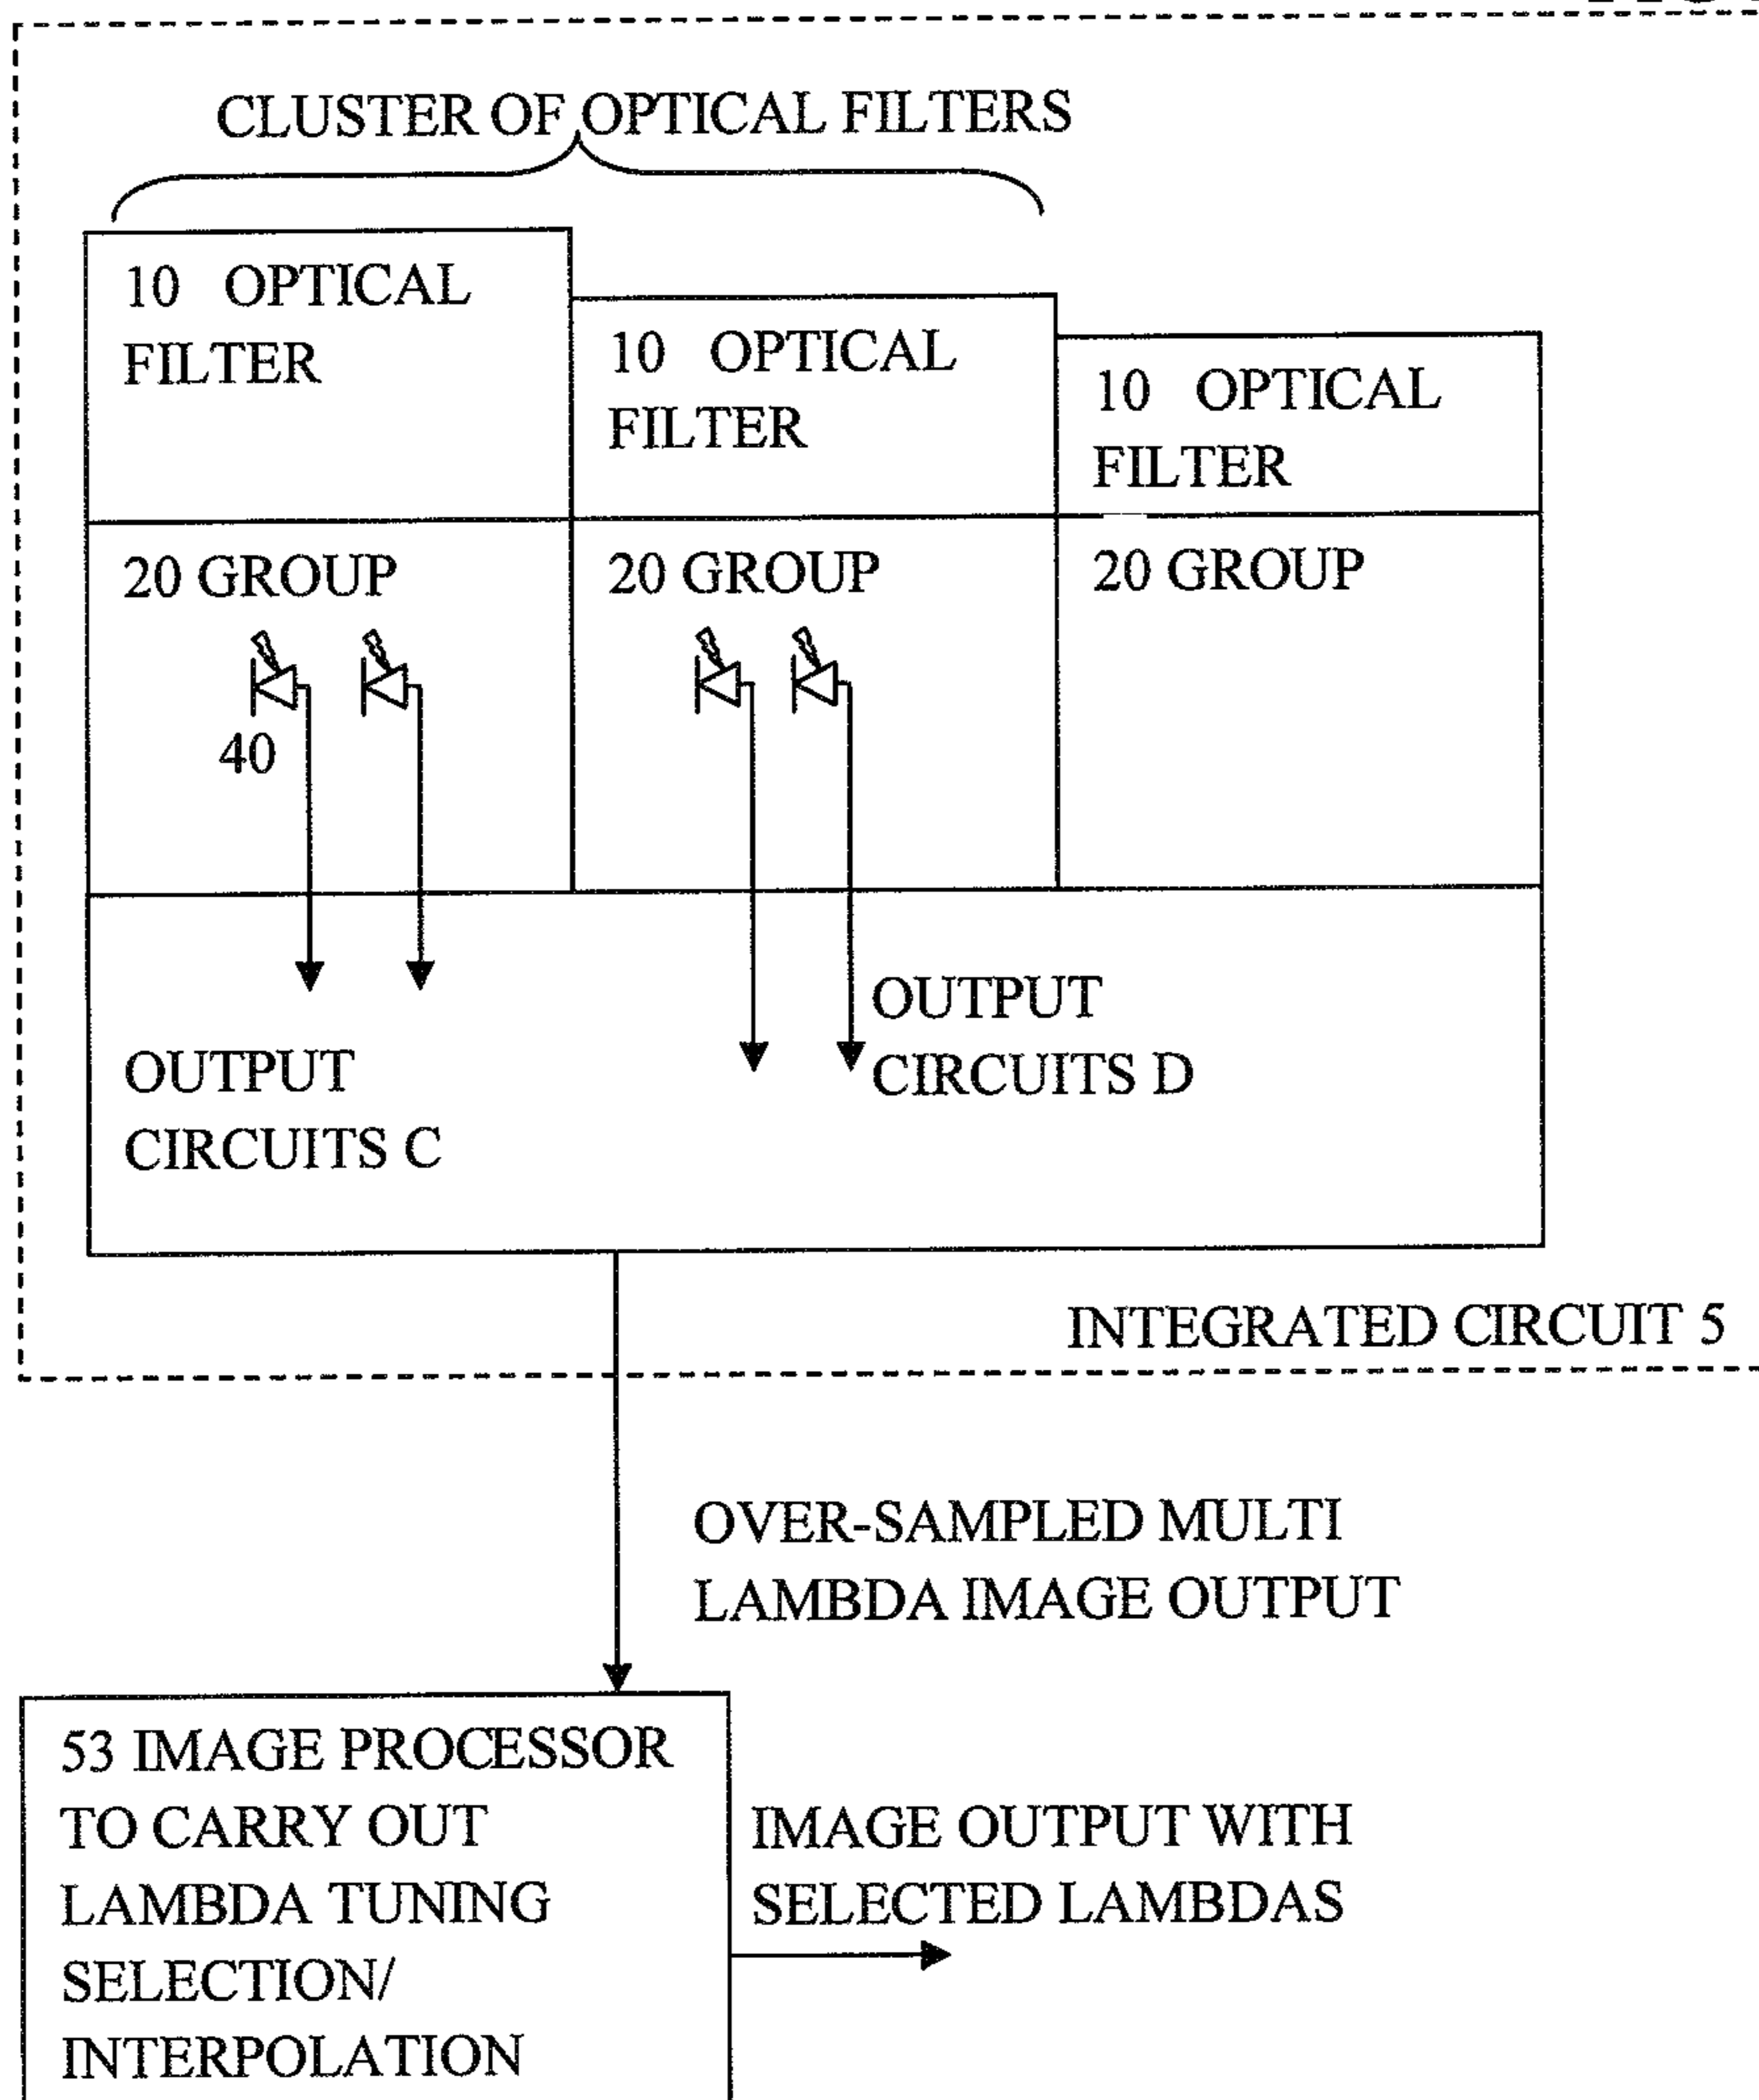 CLUSTER OF OPTICAL FILTERS
10 OPTICAL
FILTER
10 OPTICAL
FILTER
10 OPTICAL
FILTER
20 GROUP
20 GROUP
20 GROUP
40
OUTPUT
CIRCUITS C
OUTPUT
CIRCUITS D
INTEGRATED CIRCUIT 5
OVER-SAMPLED MULTI
LAMBDA IMAGE OUTPUT
53 IMAGE PROCESSOR
TO CARRY OUT
LAMBDA TUNING
SELECTION/
INTERPOLATION
IMAGE OUTPUT WITH
SELECTED LAMBDAS